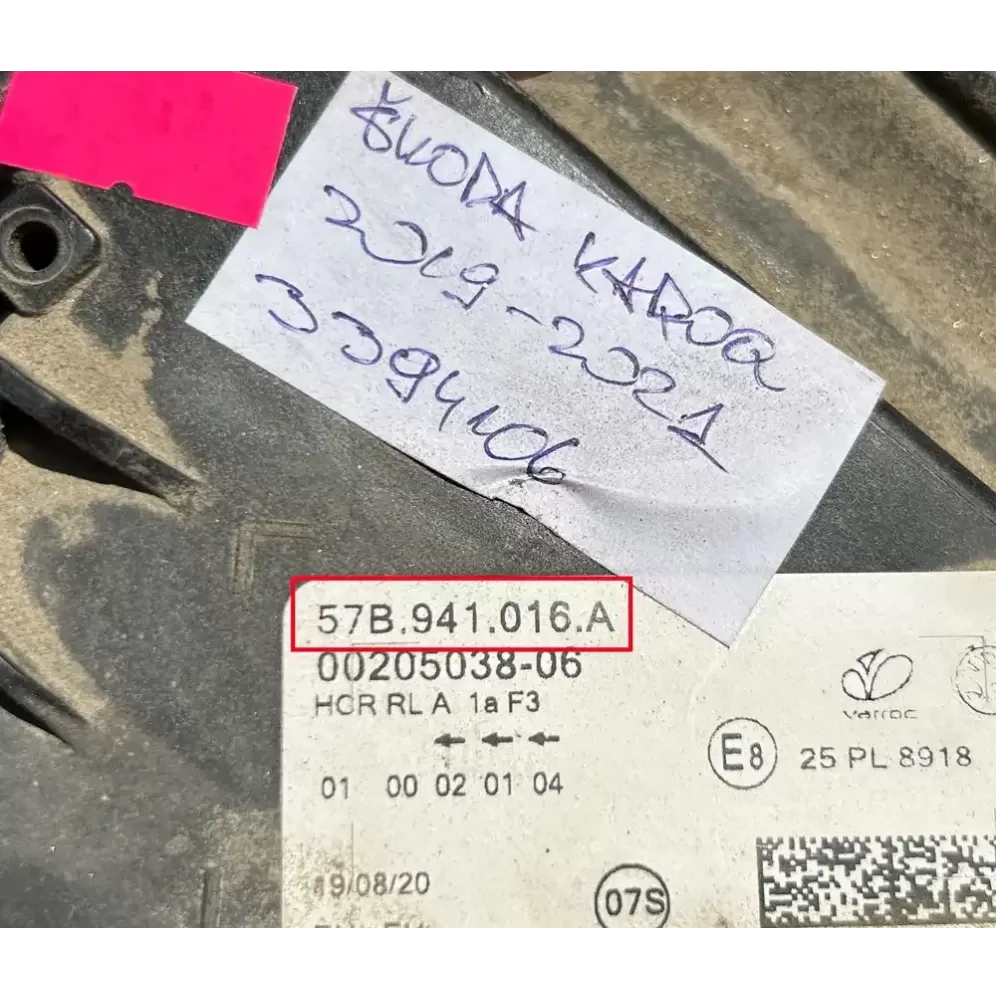 ŠKODA KAROQ
2019-2021
3394106
57B.941.016.A
00205038-06
HCR RL A 1a F3
← ← ←
01 00 02 01 04
varroc
E8 25 PL 8918
19/08/20
07S